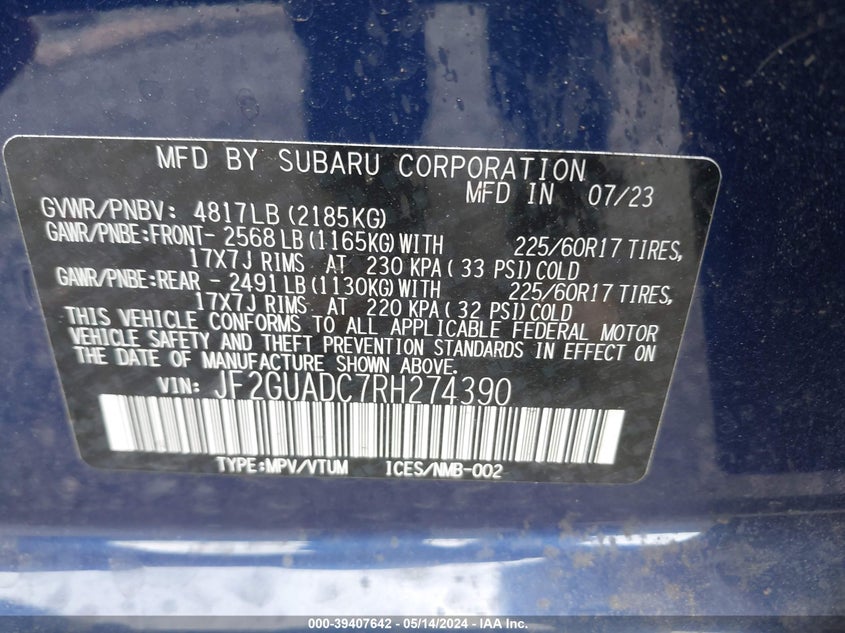 MFD BY SUBARU CORPORATION
MFD IN 07/23
GVWR/PNBV: 4817LB (2185KG)
GAWR/PNBE:FRONT- 2568 LB (1165KG) WITH 225/60R17 TIRES,
17X7J RIMS AT 230 KPA ( 33 PSI) COLD
GAWR/PNBE:REAR - 2491 LB (1130KG) WITH 225/60R17 TIRES,
17X7J RIMS AT 220 KPA ( 32 PSI) COLD
THIS VEHICLE CONFORMS TO ALL APPLICABLE FEDERAL MOTOR
VEHICLE SAFETY AND THEFT PREVENTION STANDARDS IN EFFECT ON
THE DATE OF MANUFACTURE SHOWN ABOVE.
VIN: JF2GUADC7RH274390
TYPE:MPV/VTUM ICES/NMB-002
000-39407642 - 05/14/2024 - IAA Inc.